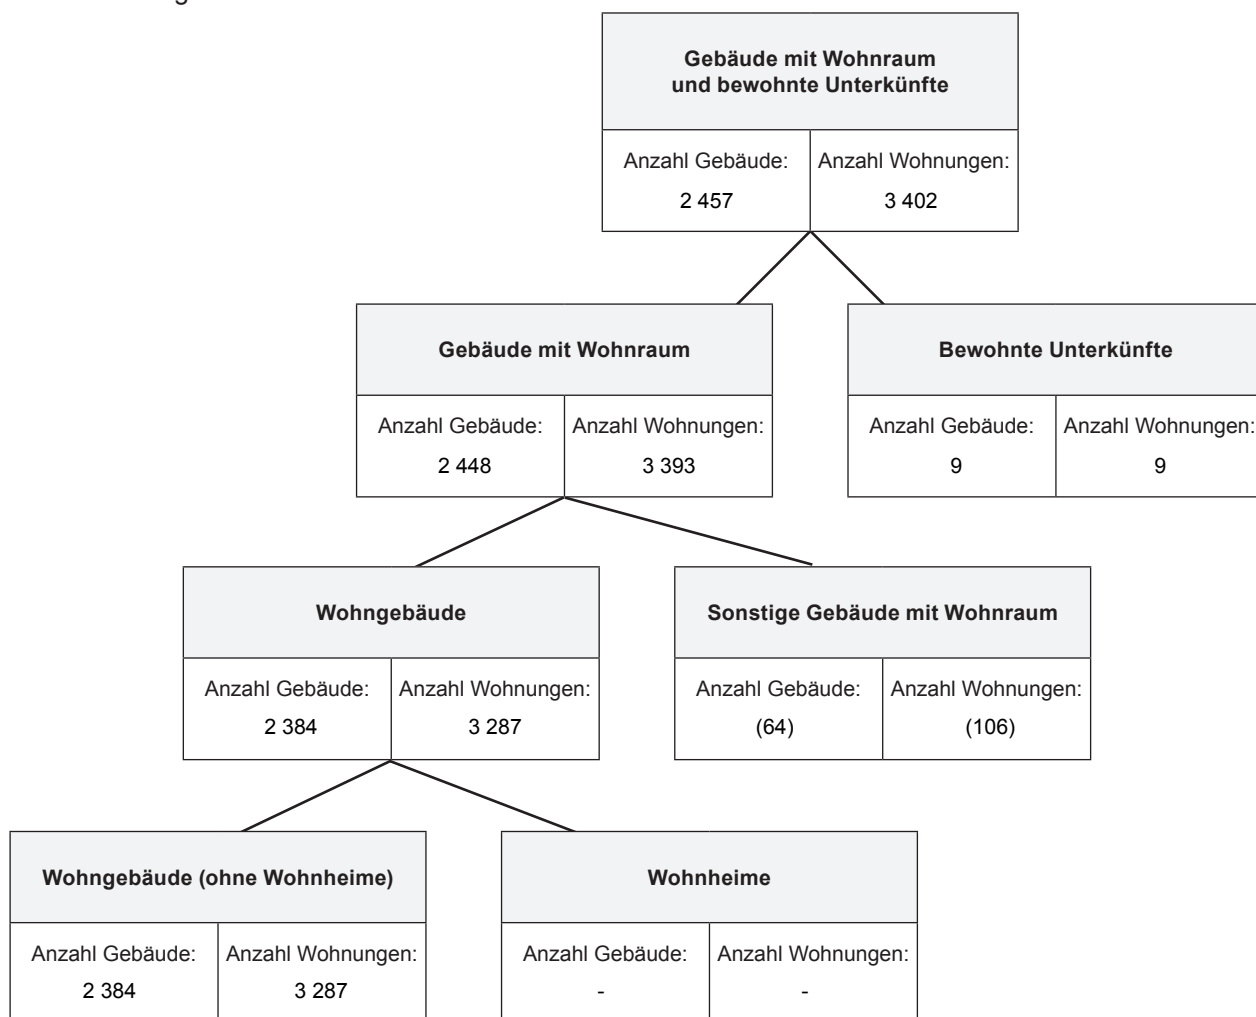 Gebäude mit Wohnraum
und bewohnte Unterkünfte
Anzahl Gebäude: Anzahl Wohnungen:
2 457 3 402
Gebäude mit Wohnraum Bewohnte Unterkünfte
Anzahl Gebäude: Anzahl Wohnungen: Anzahl Gebäude: Anzahl Wohnungen:
2 448 3 393 9 9
Wohngebäude Sonstige Gebäude mit Wohnraum
Anzahl Gebäude: Anzahl Wohnungen: Anzahl Gebäude: Anzahl Wohnungen:
2 384 3 287 (64) (106)
Wohngebäude (ohne Wohnheime) Wohnheime
Anzahl Gebäude: Anzahl Wohnungen: Anzahl Gebäude: Anzahl Wohnungen:
2 384 3 287 - -